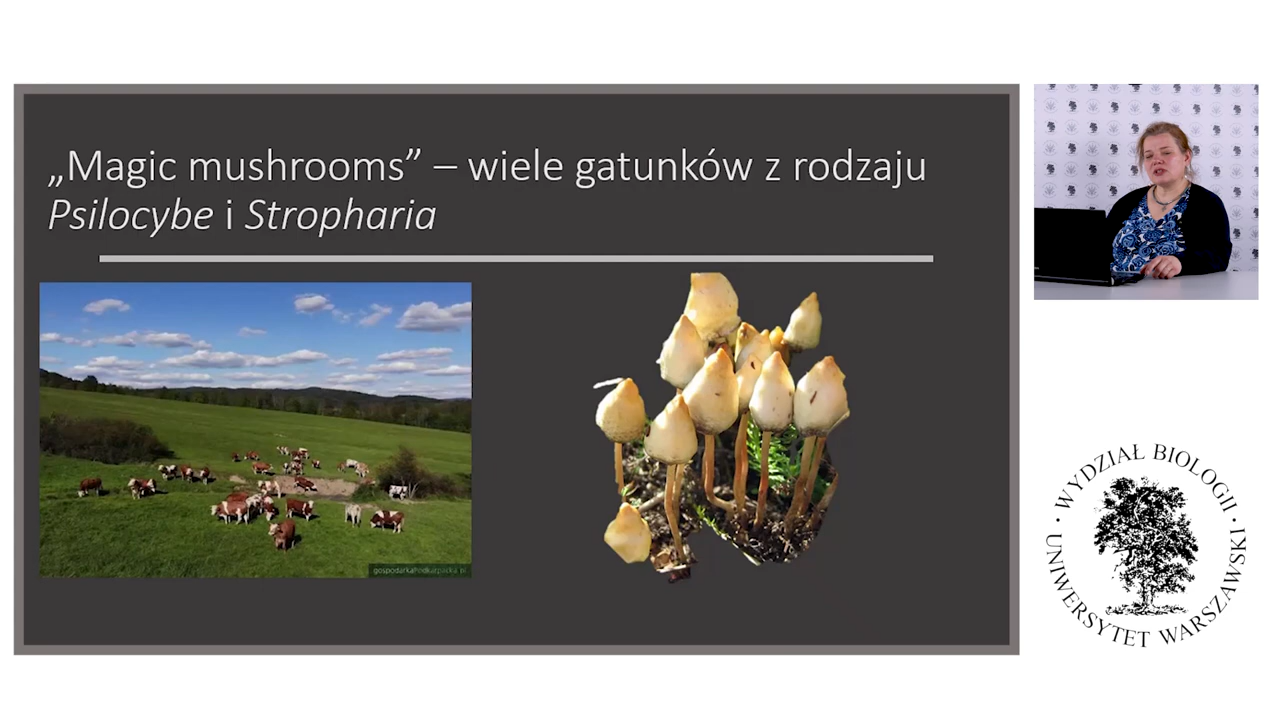 „Magic mushrooms” – wiele gatunków z rodzaju
Psilocybe i Stropharia
gospodarkaPodkarpacka.pl
WYDZIAŁ BIOLOGII
UNIWERSYTET WARSZAWSKI